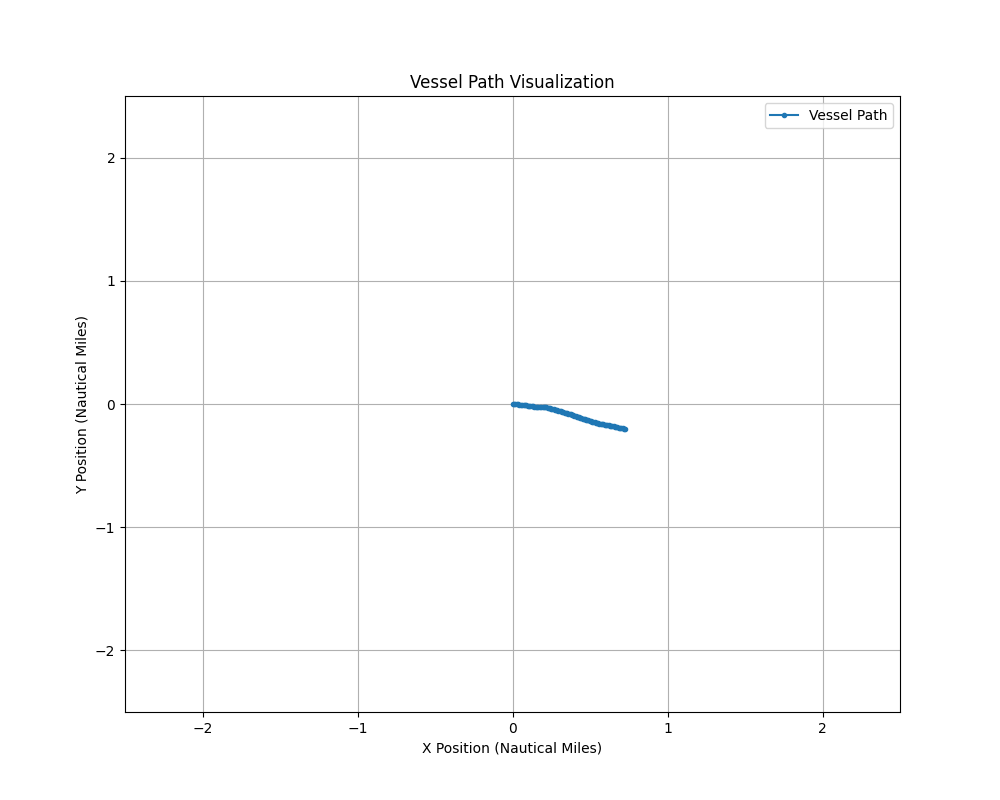 Vessel Path Visualization
Vessel Path
2
1
0
−1
−2
Y Position (Nautical Miles)
−2
−1
0
1
2
X Position (Nautical Miles)